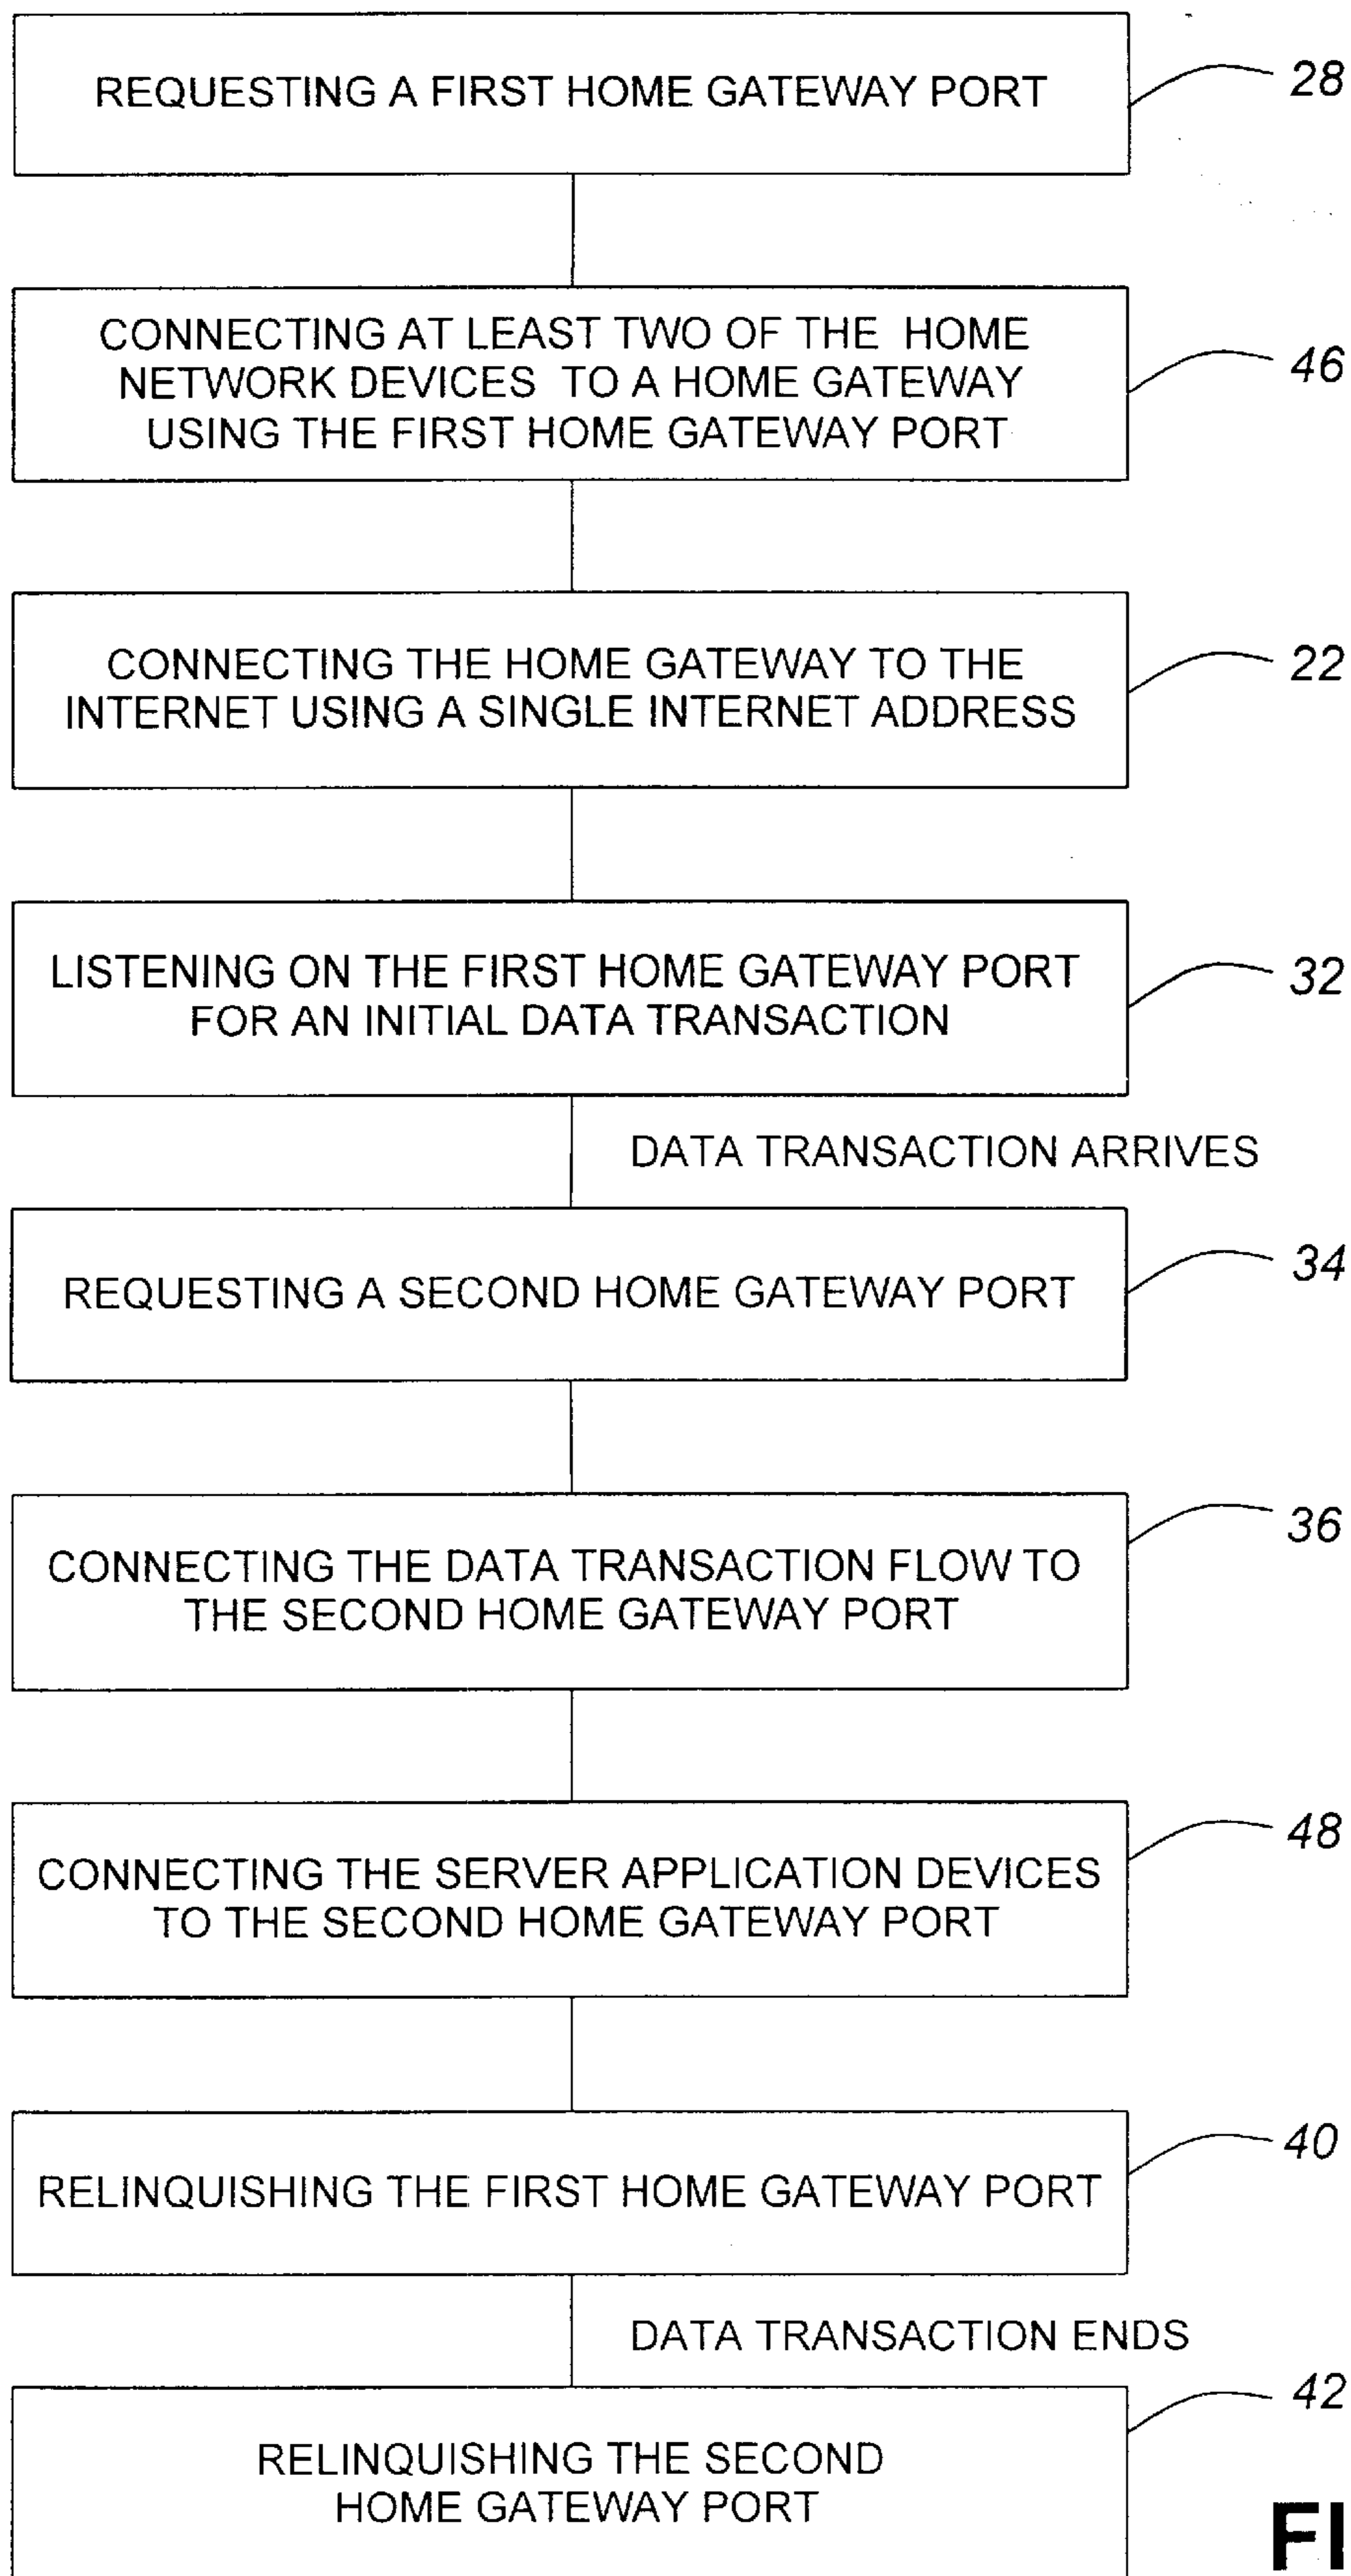 REQUESTING A FIRST HOME GATEWAY PORT
28
CONNECTING AT LEAST TWO OF THE HOME
NETWORK DEVICES TO A HOME GATEWAY
USING THE FIRST HOME GATEWAY PORT
46
CONNECTING THE HOME GATEWAY TO THE
INTERNET USING A SINGLE INTERNET ADDRESS
22
LISTENING ON THE FIRST HOME GATEWAY PORT
FOR AN INITIAL DATA TRANSACTION
32
DATA TRANSACTION ARRIVES
REQUESTING A SECOND HOME GATEWAY PORT
34
CONNECTING THE DATA TRANSACTION FLOW TO
THE SECOND HOME GATEWAY PORT
36
CONNECTING THE SERVER APPLICATION DEVICES
TO THE SECOND HOME GATEWAY PORT
48
RELINQUISHING THE FIRST HOME GATEWAY PORT
40
DATA TRANSACTION ENDS
RELINQUISHING THE SECOND
HOME GATEWAY PORT
42
FI